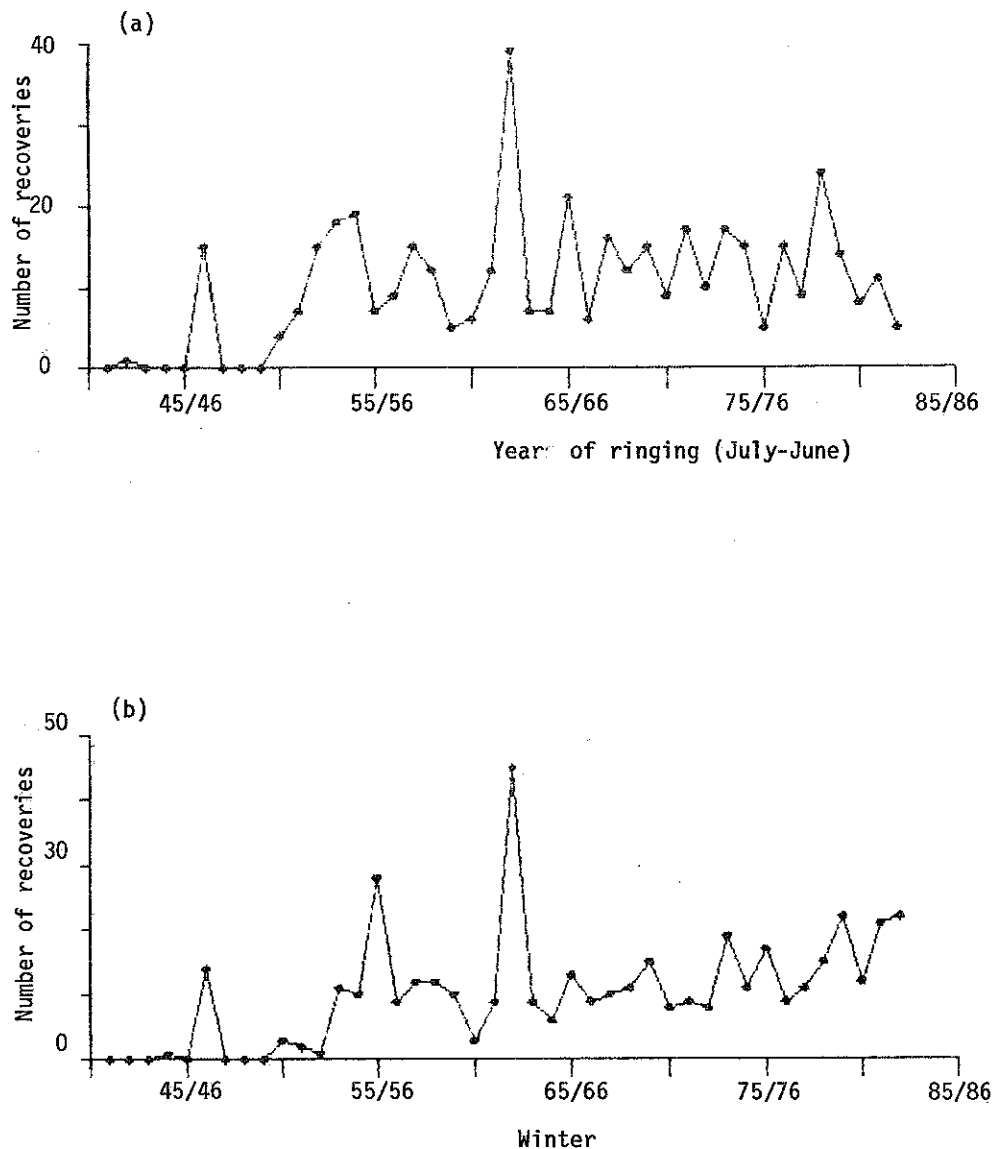 (a)
40
20
0
Number of recoveries
45/46 55/56 65/66 75/76 85/86
Years of ringing (July-June)
(b)
50
30
0
Number of recoveries
45/46 55/56 65/66 75/76 85/86
Winter